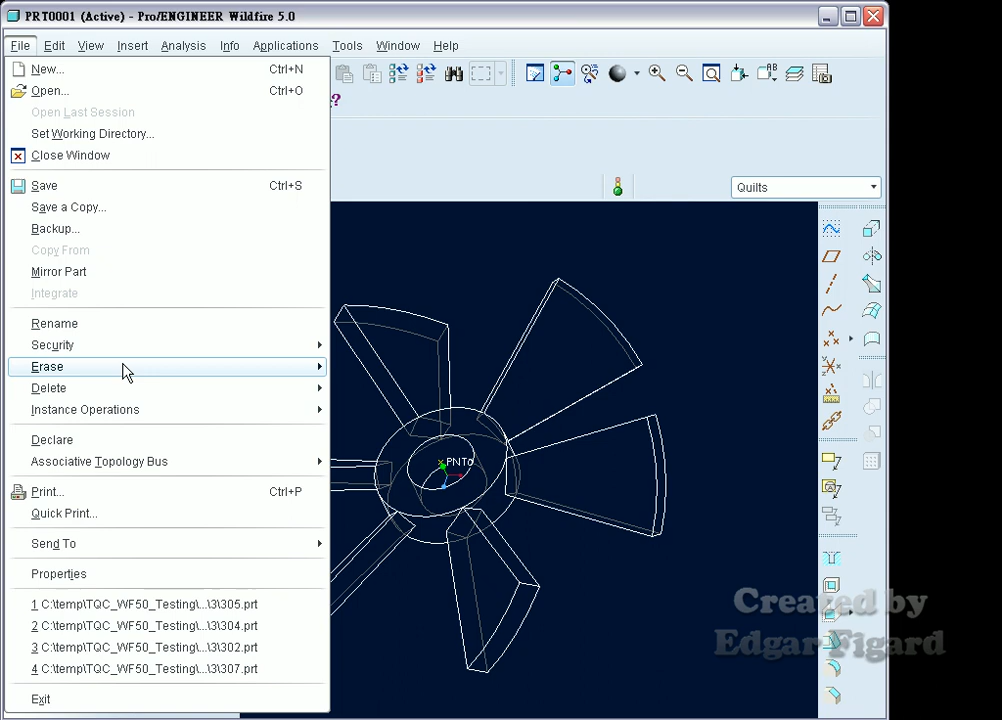 PRT0001 (Active) - Pro/ENGINEER Wildfire 5.0
File Edit View Insert Analysis Info Applications Tools Window Help
New... Ctrl+N
Open... Ctrl+O
Open Last Session
Set Working Directory...
Close Window
Save Ctrl+S
Save a Copy...
Quilts
Backup...
Copy From
Mirror Part
Integrate
Rename
Security
Erase
Delete
Instance Operations
Declare
Associative Topology Bus
PNT0
Print... Ctrl+P
Quick Print...
Send To
Properties
1 C:\temp\TQC_WF50_Testing\...\3\305.prt
2 C:\temp\TQC_WF50_Testing\...\3\304.prt
3 C:\temp\TQC_WF50_Testing\...\3\302.prt
4 C:\temp\TQC_WF50_Testing\...\3\307.prt
Exit
Created by
Edgar Figard